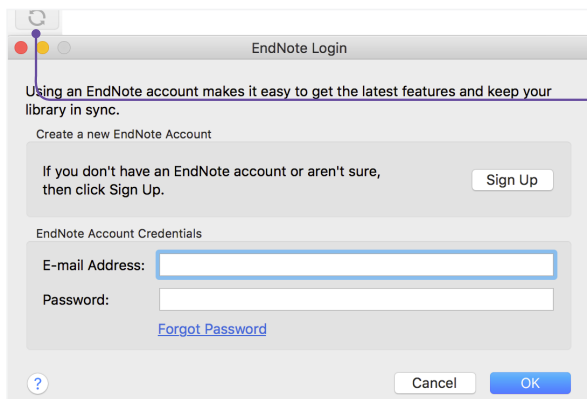 EndNote Login
Using an EndNote account makes it easy to get the latest features and keep your
library in sync.
Create a new EndNote Account
If you don't have an EndNote account or aren't sure,
then click Sign Up.
Sign Up
EndNote Account Credentials
E-mail Address:
Password:
Forgot Password
?
Cancel
OK